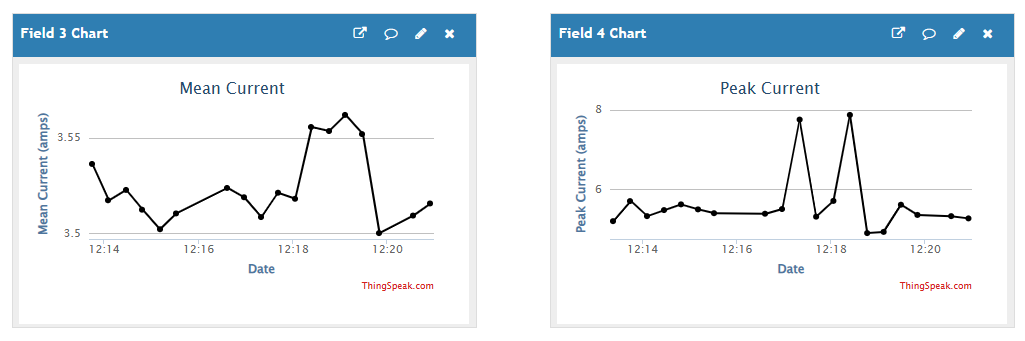 Field 3 Chart
Mean Current
Mean Current (amps)
3.55
3.5
12:14 12:16 12:18 12:20
Date
ThingSpeak.com
Field 4 Chart
Peak Current
Peak Current (amps)
8
6
12:14 12:16 12:18 12:20
Date
ThingSpeak.com